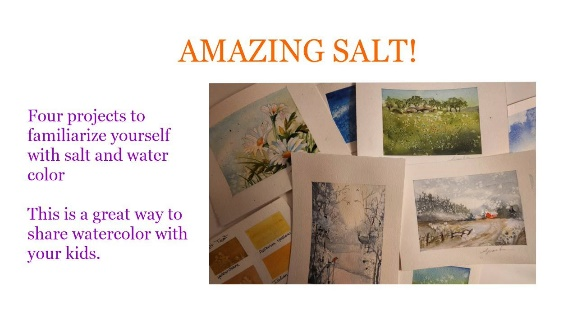 AMAZING SALT!
Four projects to
familiarize yourself
with salt and water
color
This is a great way to
share watercolor with
your kids.